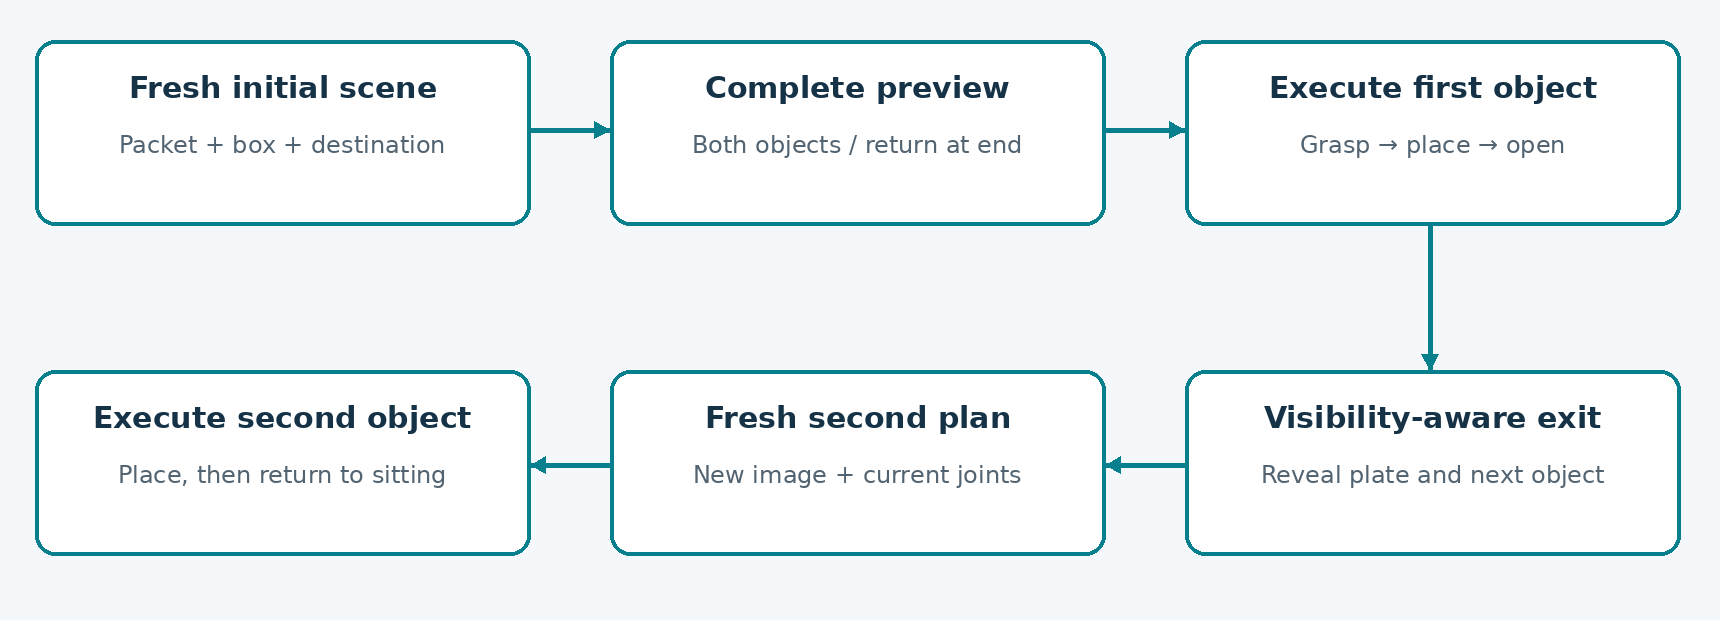 Fresh initial scene
Packet + box + destination
Complete preview
Both objects / return at end
Execute first object
Grasp → place → open
Visibility-aware exit
Reveal plate and next object
Fresh second plan
New image + current joints
Execute second object
Place, then return to sitting